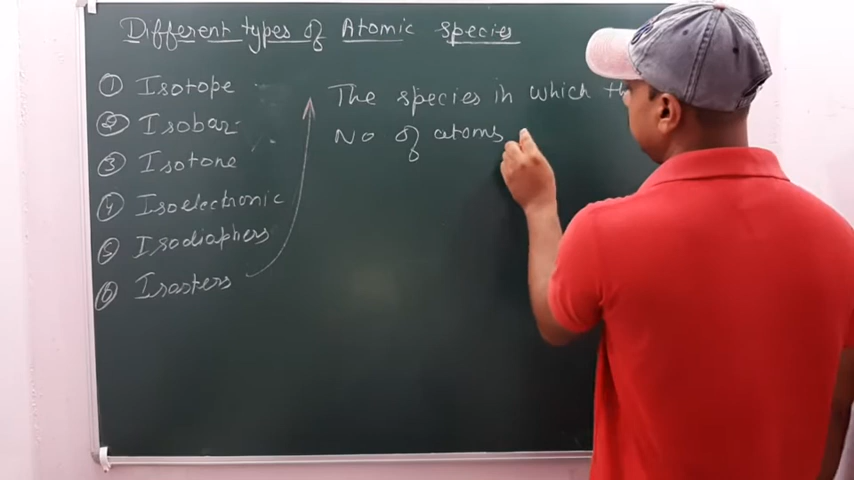 Different types of Atomic species
① Isotope
② Isobar
③ Isotone
④ Isoelectronic
⑤ Isodiaphers
⑥ Isasters
The species in which
No of atoms